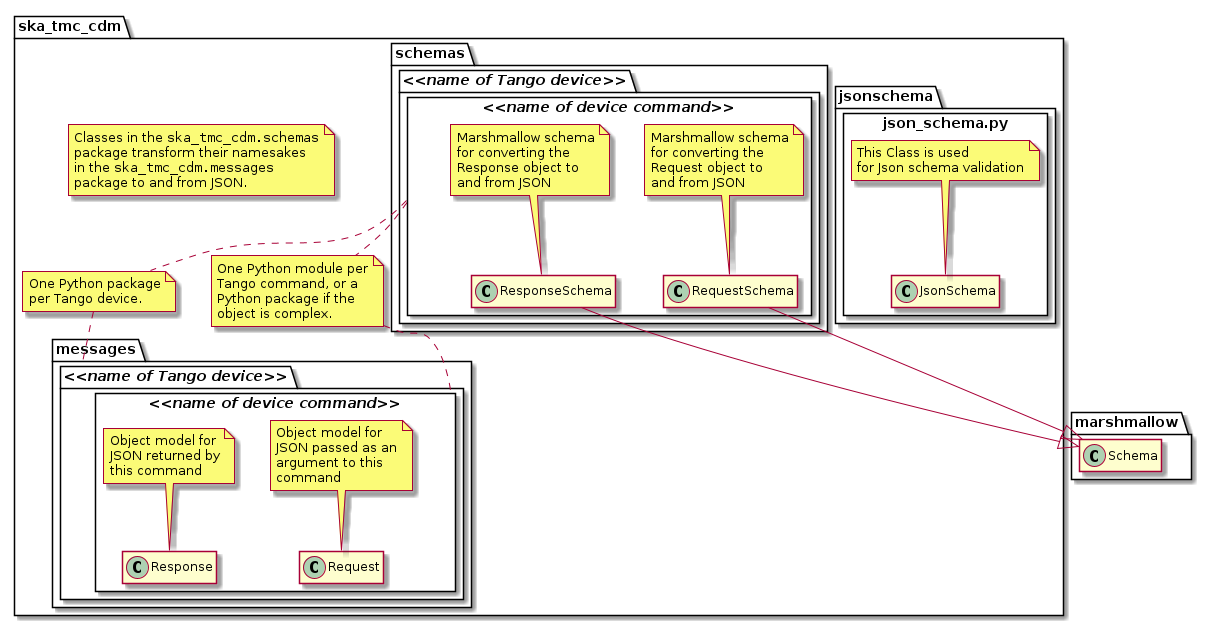 ska_tmc_cdm
schemas
<<name of Tango device>>
<<name of device command>>
Marshmallow schema
for converting the
Response object to
and from JSON
Marshmallow schema
for converting the
Request object to
and from JSON
C ResponseSchema
C RequestSchema
jsonschema
json_schema.py
This Class is used
for Json schema validation
C JsonSchema
Classes in the ska_tmc_cdm.schemas
package transform their namesakes
in the ska_tmc_cdm.messages
package to and from JSON.
One Python package
per Tango device.
One Python module per
Tango command, or a
Python package if the
object is complex.
messages
<<name of Tango device>>
<<name of device command>>
Object model for
JSON returned by
this command
Object model for
JSON passed as an
argument to this
command
C Response
C Request
marshmallow
C Schema